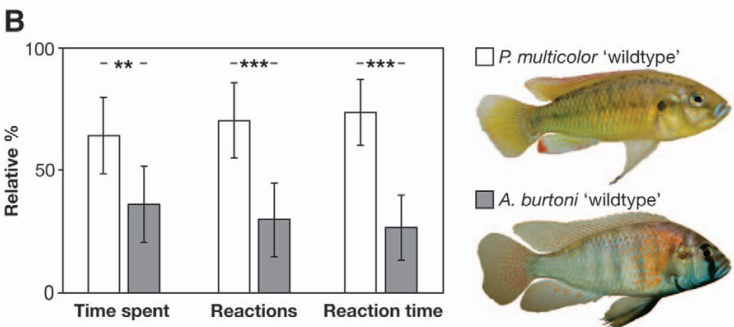 B
100
50
0
Relative %
**
***
***
Time spent
Reactions
Reaction time
P. multicolor ‘wildtype’
A. burtoni ‘wildtype’